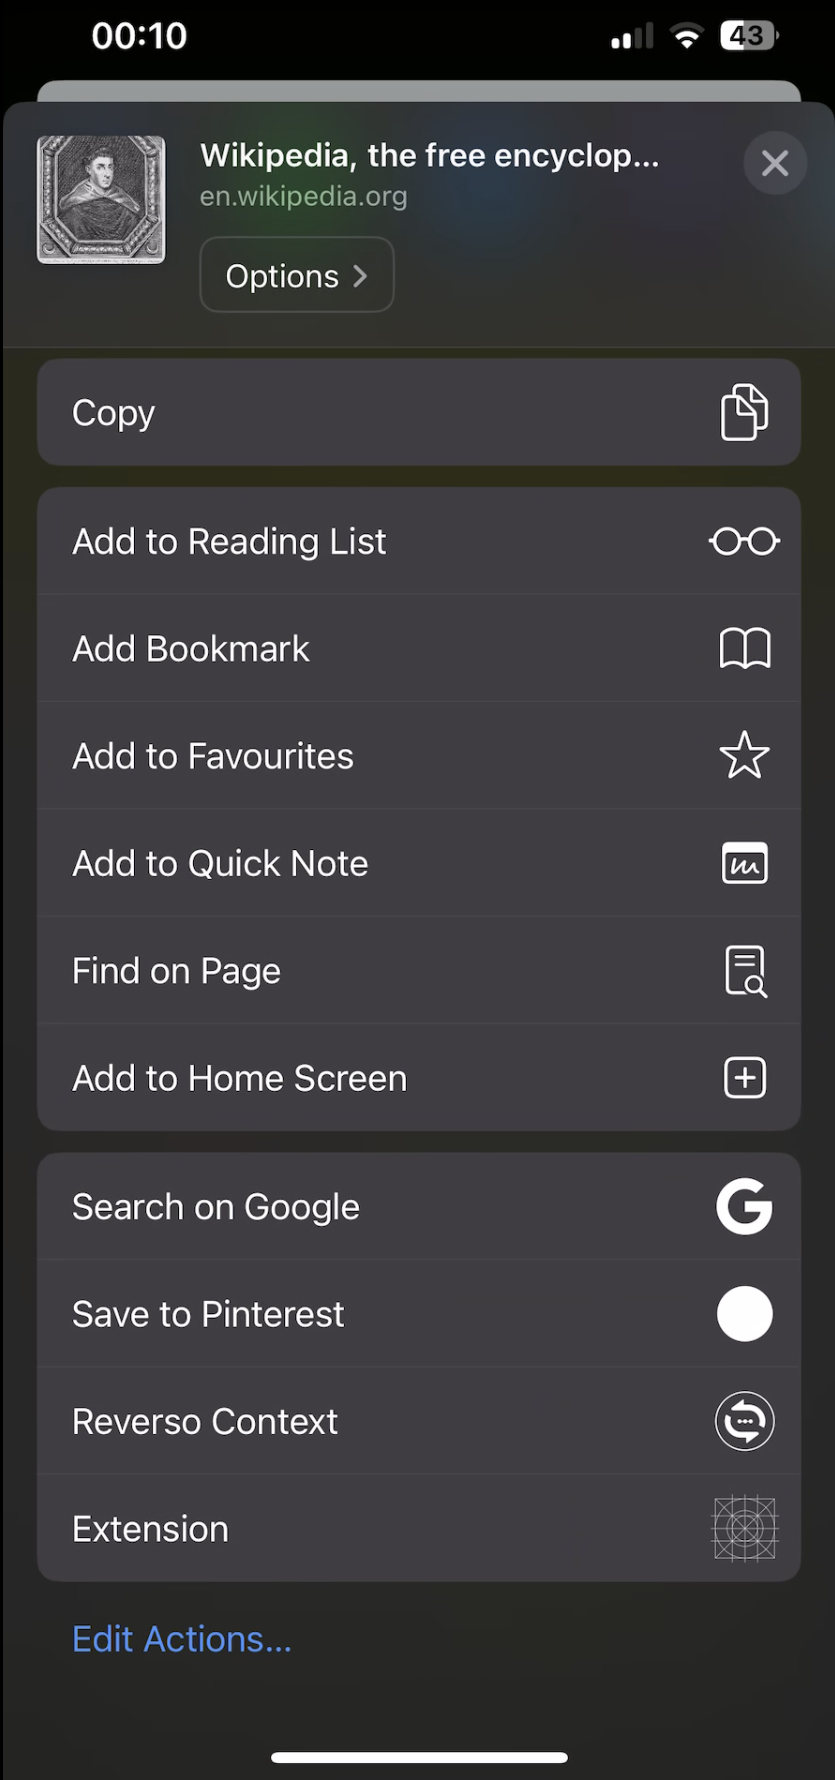 00:10
43
Wikipedia, the free encyclop...
en.wikipedia.org
Options
Copy
Add to Reading List
Add Bookmark
Add to Favourites
Add to Quick Note
Find on Page
Add to Home Screen
Search on Google
Save to Pinterest
Reverso Context
Extension
Edit Actions...